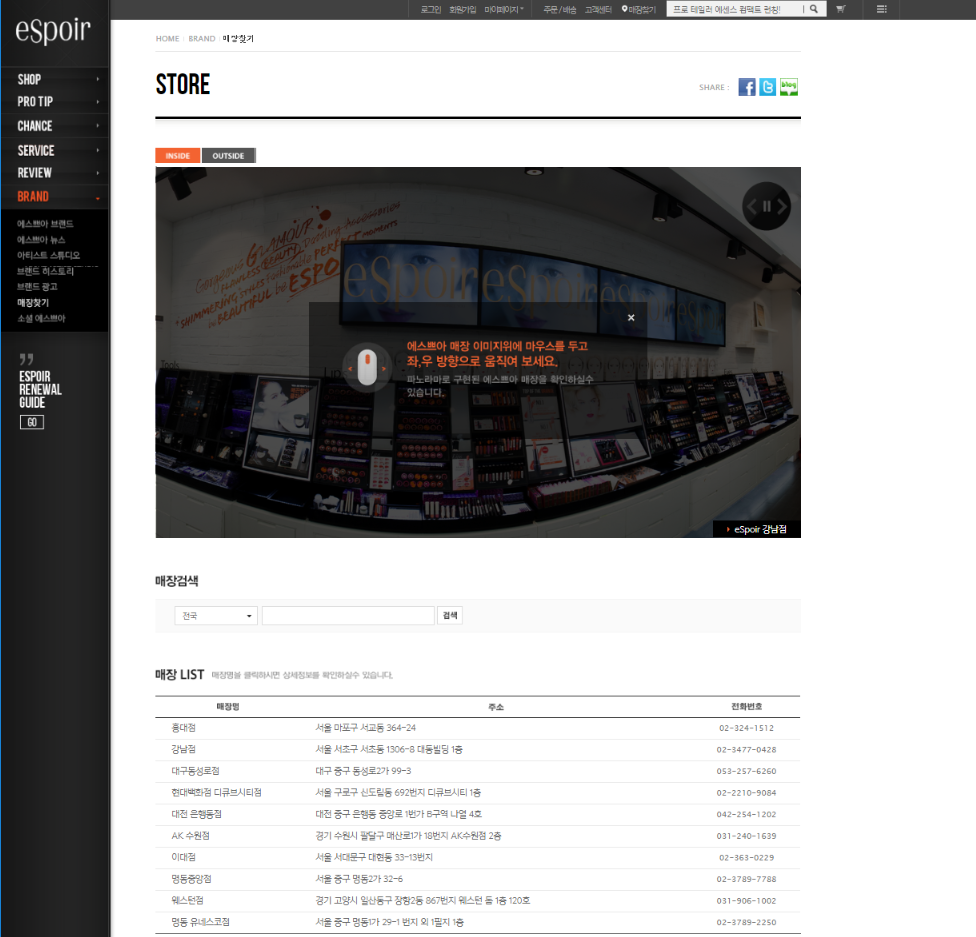 eSpoir
로그인 회원가입 마이페이지 주문/배송 고객센터 매장찾기 프로 테일러 에센스 컴팩트 런칭!
HOME BRAND 매장찾기
SHOP
PRO TIP
CHANCE
SERVICE
REVIEW
BRAND
에스쁘아 브랜드
에스쁘아 뉴스
아티스트 스튜디오
브랜드 히스토리
브랜드 광고
매장찾기
소셜 에스쁘아
ESPOIR
RENEWAL
GUIDE
GO
STORE
SHARE :
blog
INSIDE OUTSIDE
GLAMOUR.
Gorgeous
FLAWLESS BEAUTY
PERFECT
MOMENTS
SHIMMERING STYLES
BEAUTIFUL
ESPO
eSpoir eSpoir eSpoir
에스쁘아 매장 이미지위에 마우스를 두고
좌,우 방향으로 움직여 보세요.
파노라마로 구현된 에스쁘아 매장을 확인하실수
있습니다.
eSpoir 강남점
매장검색
전국 검색
매장 LIST 매장명을 클릭하시면 상세정보를 확인하실수 있습니다.
매장명 주소 전화번호
홍대점 서울 마포구 서교동 364-24 02-324-1512
강남점 서울 서초구 서초동 1306-8 대동빌딩 1층 02-3477-0428
대구동성로점 대구 중구 동성로2가 99-3 053-257-6260
현대백화점 디큐브시티점 서울 구로구 신도림동 692번지 디큐브시티 1층 02-2210-9084
대전 은행동점 대전 중구 은행동 중앙로 1번가 B구역 나열 4호 042-254-1202
AK 수원점 경기 수원시 팔달구 매산로1가 18번지 AK수원점 2층 031-240-1639
이대점 서울 서대문구 대현동 33-13번지 02-363-0229
명동중앙점 서울 중구 명동2가 32-6 02-3789-7788
웨스턴점 경기 고양시 일산동구 장항2동 867번지 웨스턴 돔 1층 120호 031-906-1002
명동 유네스코점 서울 중구 명동1가 29-1 번지 외 1필지 1층 02-3789-2250